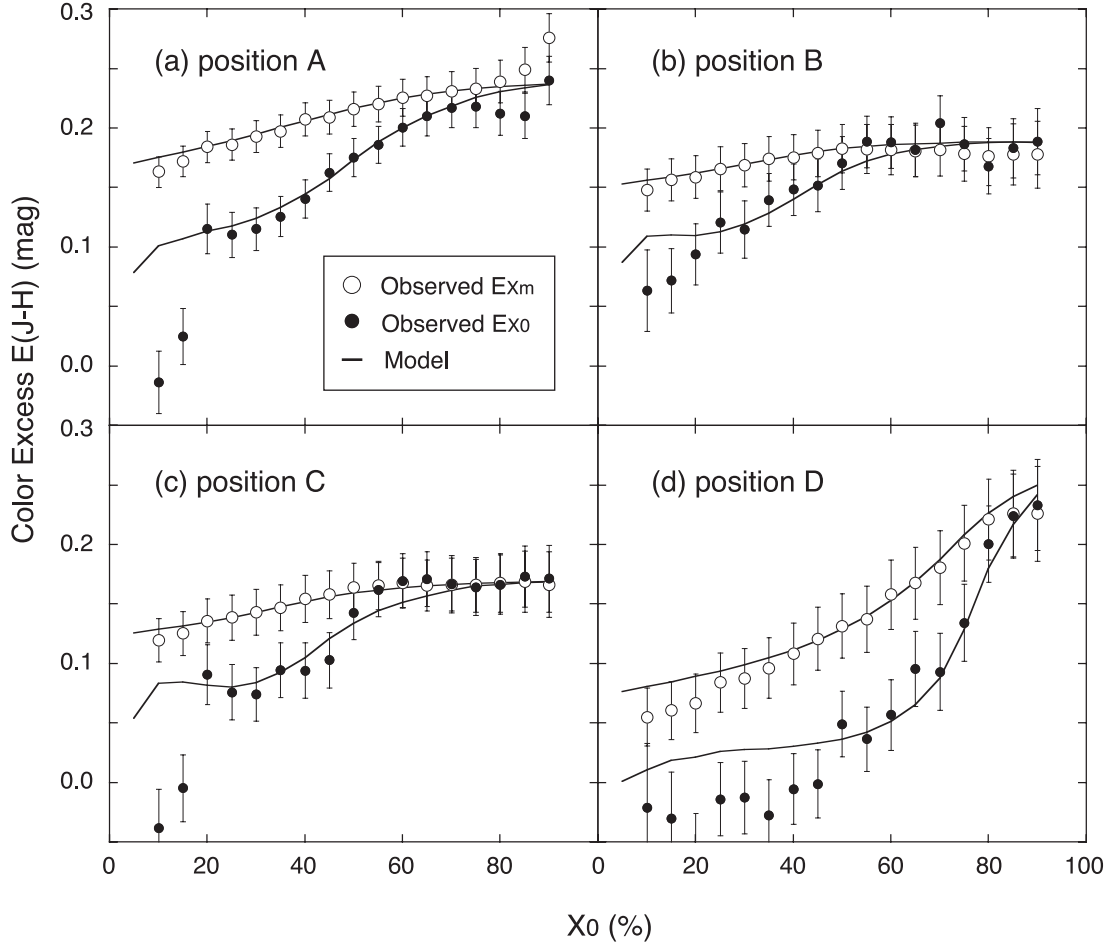 0.3
(a) position A
(b) position B
0.2
0.1
0.0
Observed Exm
Observed Ex0
Model
Color Excess E(J-H) (mag)
0.3
(c) position C
(d) position D
0.2
0.1
0.0
0 20 40 60 80 0 20 40 60 80 100
X0 (%)